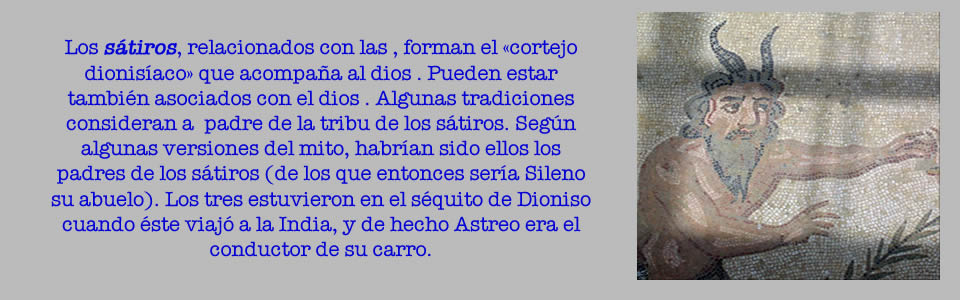 Los sátiros, relacionados con las , forman el «cortejo
dionisíaco» que acompaña al dios . Pueden estar
también asociados con el dios . Algunas tradiciones
consideran a  padre de la tribu de los sátiros. Según
algunas versiones del mito, habrían sido ellos los
padres de los sátiros (de los que entonces sería Sileno
su abuelo). Los tres estuvieron en el séquito de Dioniso
cuando éste viajó a la India, y de hecho Astreo era el
conductor de su carro.